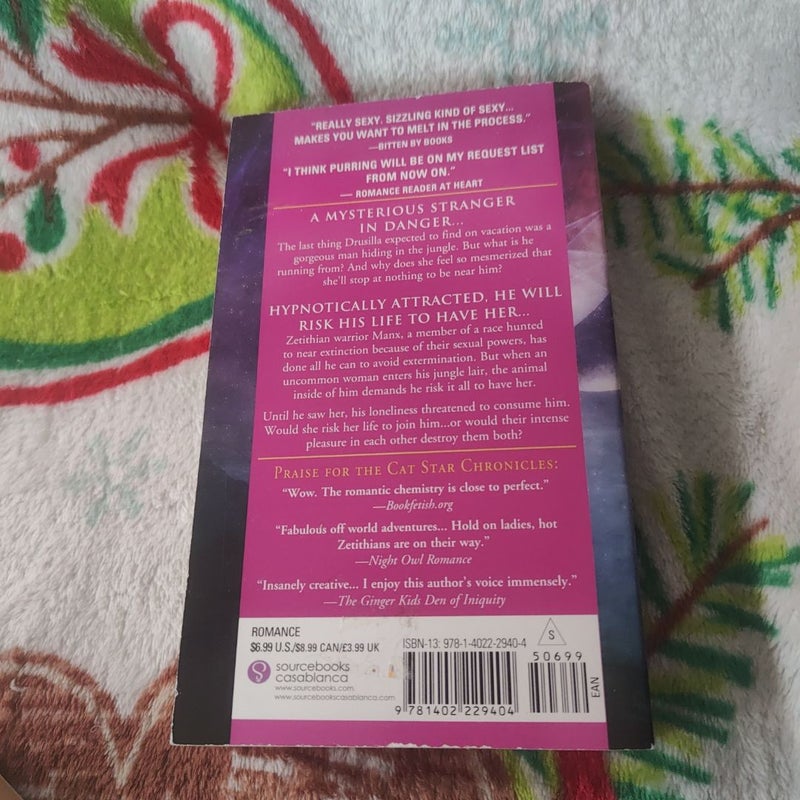 "REALLY SEXY. SIZZLING KIND OF SEXY...
MAKES YOU WANT TO MELT IN THE PROCESS."
—BITTEN BY BOOKS
"I THINK PURRING WILL BE ON MY REQUEST LIST
FROM NOW ON."
— ROMANCE READER AT HEART
A MYSTERIOUS STRANGER
IN DANGER...
The last thing Drusilla expected to find on vacation was a
gorgeous man hiding in the jungle. But what is he
running from? And why does she feel so mesmerized that
she'll stop at nothing to be near him?
HYPNOTICALLY ATTRACTED, HE WILL
RISK HIS LIFE TO HAVE HER...
Zetithian warrior Manx, a member of a race hunted
to near extinction because of their sexual powers, has
done all he can to avoid extermination. But when an
uncommon woman enters his jungle lair, the animal
inside of him demands he risk it all to have her.
Until he saw her, his loneliness threatened to consume him.
Would she risk her life to join him...or would their intense
pleasure in each other destroy them both?
PRAISE FOR THE CAT STAR CHRONICLES:
"Wow. The romantic chemistry is close to perfect."
—Bookfetish.org
"Fabulous off world adventures... Hold on ladies, hot
Zetithians are on their way."
—Night Owl Romance
"Insanely creative... I enjoy this author's voice immensely."
—The Ginger Kids Den of Iniquity
ROMANCE
$6.99 U.S./$8.99 CAN/£3.99 UK
sourcebooks
casablanca
www.sourcebooks.com
www.sourcebookscasablanca.com
ISBN-13: 978-1-4022-2940-4
S
50699
9 781402 229404
EAN